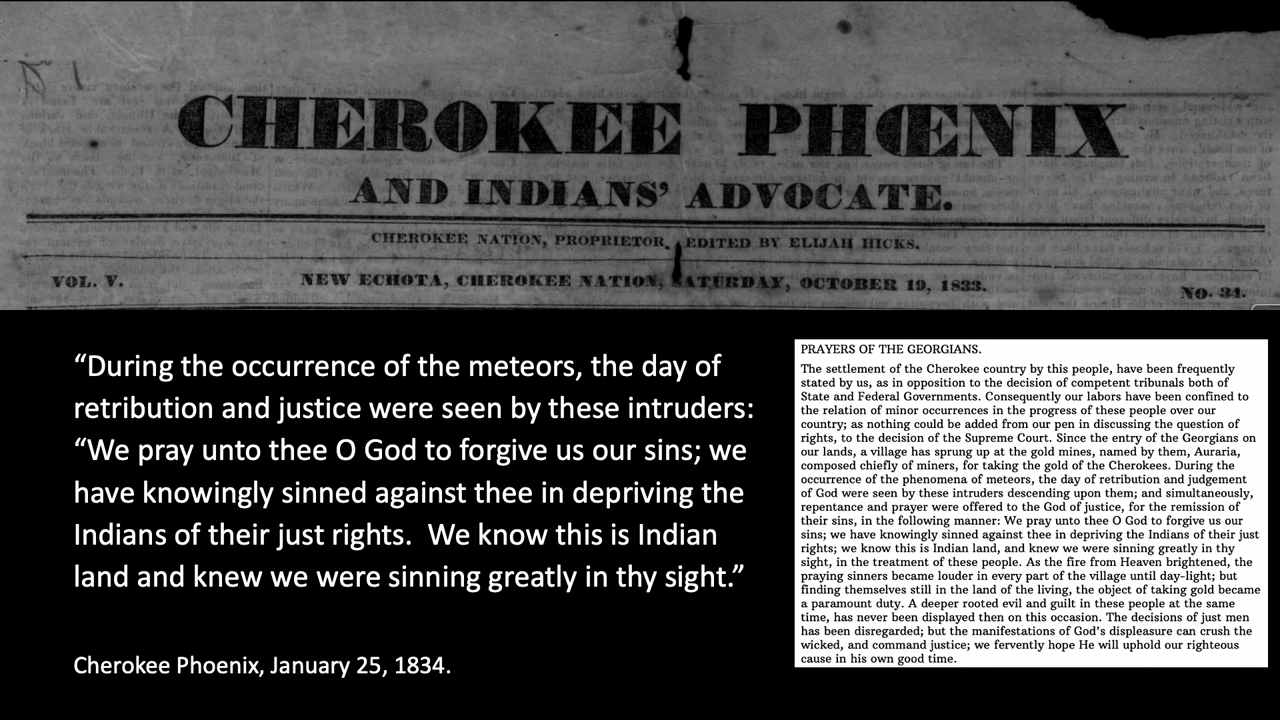 CHEROKEE PHŒNIX
AND INDIANS’ ADVOCATE.
CHEROKEE NATION, PROPRIETOR, EDITED BY ELIJAH HICKS.
VOL. V. NEW ECHOTA, CHEROKEE NATION, SATURDAY, OCTOBER 19, 1833. NO. 31.
“During the occurrence of the meteors, the day of
retribution and justice were seen by these intruders:
“We pray unto thee O God to forgive us our sins; we
have knowingly sinned against thee in depriving the
Indians of their just rights.  We know this is Indian
land and knew we were sinning greatly in thy sight.”
Cherokee Phoenix, January 25, 1834.
PRAYERS OF THE GEORGIANS.
The settlement of the Cherokee country by this people, have been frequently
stated by us, as in opposition to the decision of competent tribunals both of
State and Federal Governments. Consequently our labors have been confined to
the relation of minor occurrences in the progress of these people over our
country; as nothing could be added from our pen in discussing the question of
rights, to the decision of the Supreme Court. Since the entry of the Georgians on
our lands, a village has sprung up at the gold mines, named by them, Auraria,
composed chiefly of miners, for taking the gold of the Cherokees. During the
occurrence of the phenomena of meteors, the day of retribution and judgement
of God were seen by these intruders descending upon them; and simultaneously,
repentance and prayer were offered to the God of justice, for the remission of
their sins, in the following manner: We pray unto thee O God to forgive us our
sins; we have knowingly sinned against thee in depriving the Indians of their just
rights; we know this is Indian land, and knew we were sinning greatly in thy
sight, in the treatment of these people. As the fire from Heaven brightened, the
praying sinners became louder in every part of the village until day-light; but
finding themselves still in the land of the living, the object of taking gold became
a paramount duty. A deeper rooted evil and guilt in these people at the same
time, has never been displayed then on this occasion. The decisions of just men
has been disregarded; but the manifestations of God's displeasure can crush the
wicked, and command justice; we fervently hope He will uphold our righteous
cause in his own good time.